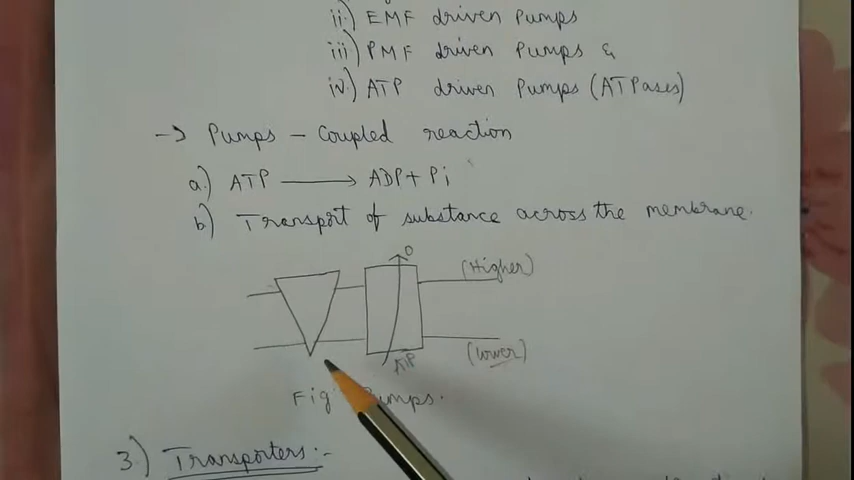 ii.) EMF driven Pumps
iii) PMF driven Pumps &
iv.) ATP driven Pumps (ATPases)
-> Pumps - Coupled reaction
a.) ATP → ADP + Pi
b) Transport of substance across the membrane.
(Higher)
ATP
(Lower)
Fig Pumps.
3.) Transporters:-